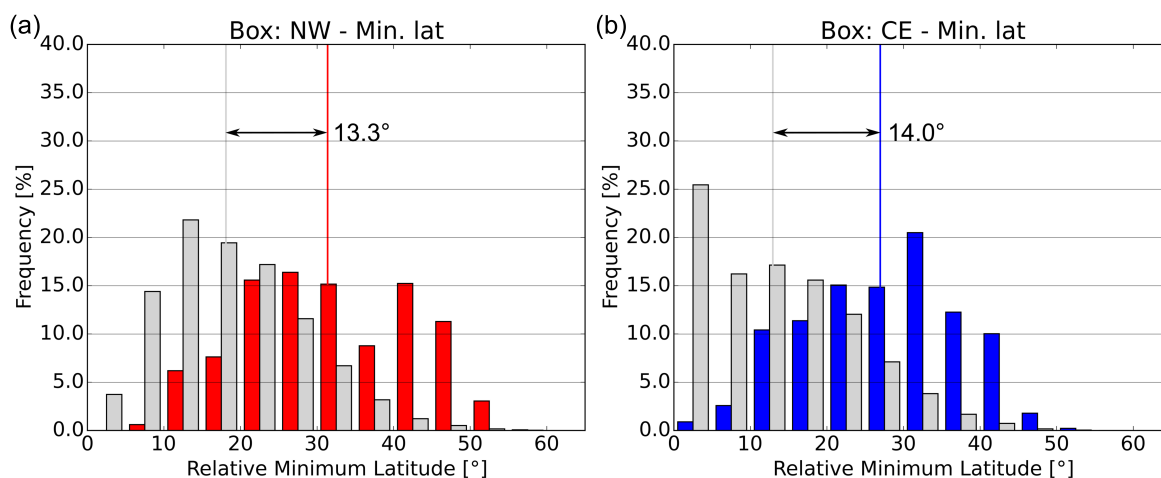 (a)
Box: NW - Min. lat
40.0
35.0
30.0
25.0
20.0
15.0
10.0
5.0
0.0
Frequency [%]
13.3°
0 10 20 30 40 50 60
Relative Minimum Latitude [°]
(b)
Box: CE - Min. lat
40.0
35.0
30.0
25.0
20.0
15.0
10.0
5.0
0.0
Frequency [%]
14.0°
0 10 20 30 40 50 60
Relative Minimum Latitude [°]